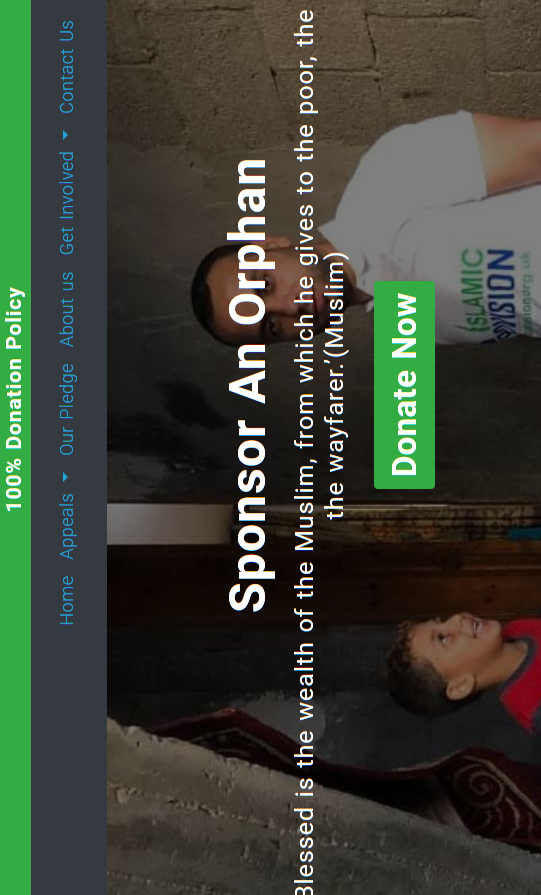 100% Donation Policy
Home Appeals Our Pledge About us Get Involved Contact Us
Sponsor An Orphan
Blessed is the wealth of the Muslim, from which he gives to the poor, the
the wayfarer.'(Muslim)
Donate Now
ISLAMIC
VISION
.org.uk